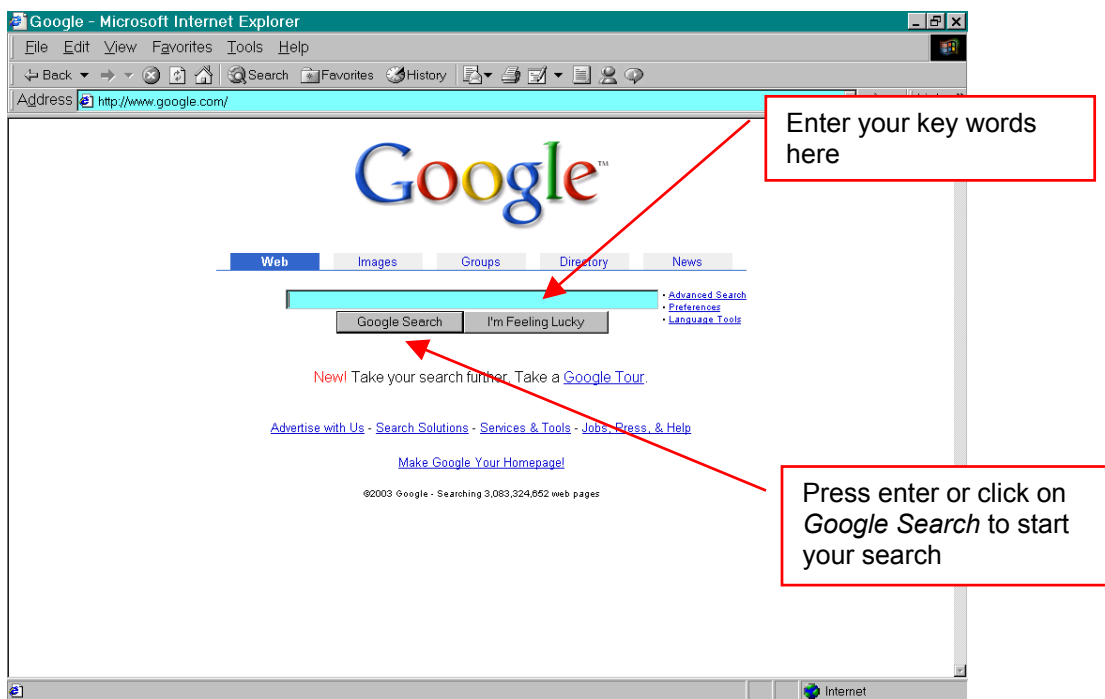 Google - Microsoft Internet Explorer
File Edit View Favorites Tools Help
Back Search Favorites History
Address http://www.google.com/
Enter your key words
here
Google™
Web Images Groups Directory News
• Advanced Search
• Preferences
• Language Tools
Google Search I'm Feeling Lucky
New! Take your search further. Take a Google Tour.
Advertise with Us - Search Solutions - Services & Tools - Jobs, Press, & Help
Make Google Your Homepage!
©2003 Google - Searching 3,083,324,652 web pages
Press enter or click on
Google Search to start
your search
Internet